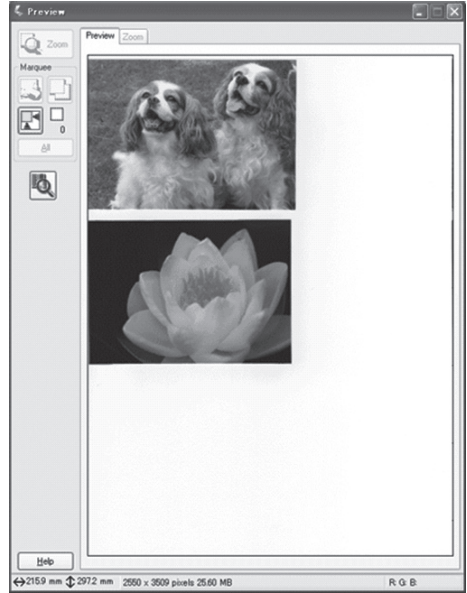 Preview
Zoom
Preview Zoom
Marquee
0
All
Help
215.9 mm 297.2 mm 2550 x 3509 pixels 25.60 MB R: G: B: